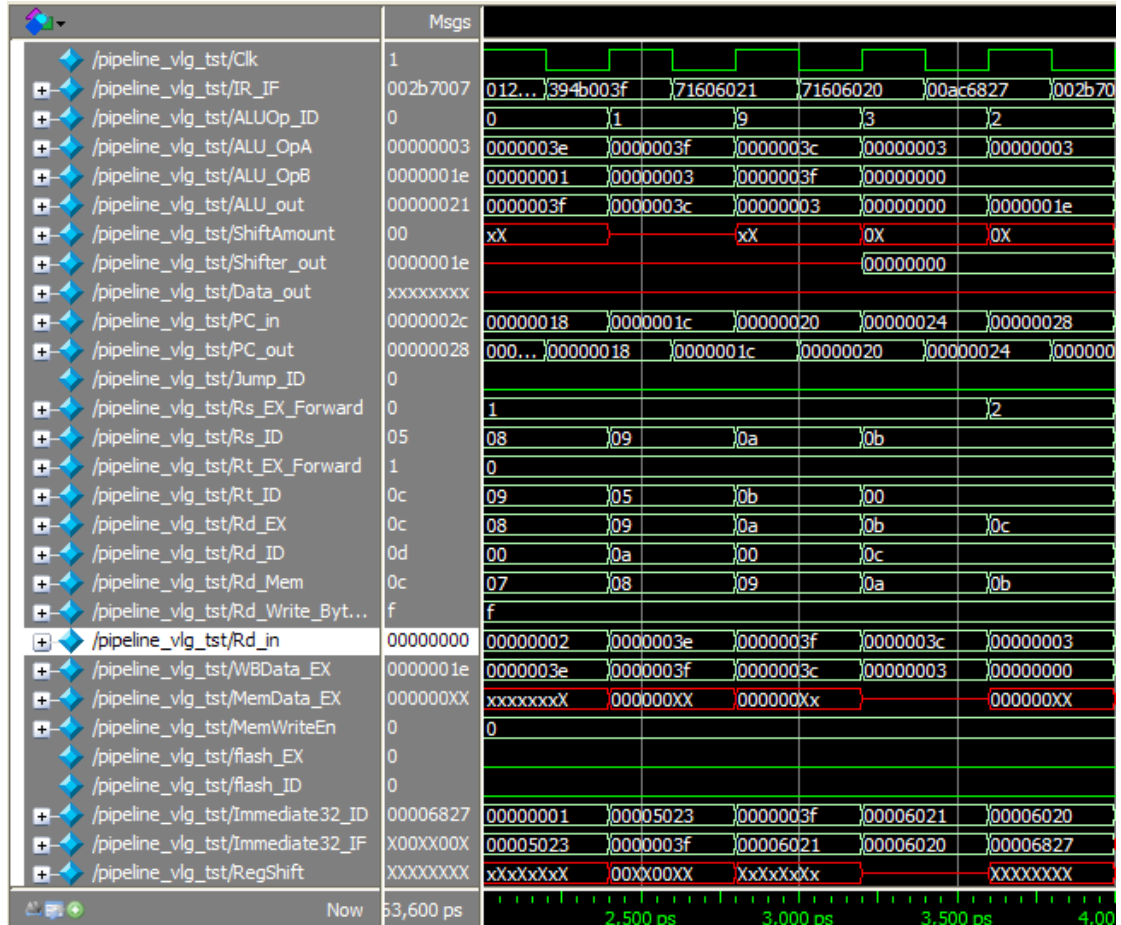 Msgs
/pipeline_vlg_tst/Clk 1
/pipeline_vlg_tst/IR_IF 002b7007 012... 394b003f 71606021 71606020 00ac6827 002b70
/pipeline_vlg_tst/ALUOp_ID 0 0 1 9 3 2
/pipeline_vlg_tst/ALU_OpA 00000003 0000003e 0000003f 0000003c 00000003 00000003
/pipeline_vlg_tst/ALU_OpB 0000001e 00000001 00000003 0000003f 00000000
/pipeline_vlg_tst/ALU_out 00000021 0000003f 0000003c 00000003 00000000 0000001e
/pipeline_vlg_tst/ShiftAmount 00 xX xX 0X 0X
/pipeline_vlg_tst/Shifter_out 0000001e 00000000
/pipeline_vlg_tst/Data_out xxxxxxxx
/pipeline_vlg_tst/PC_in 0000002c 00000018 0000001c 00000020 00000024 00000028
/pipeline_vlg_tst/PC_out 00000028 000... 00000018 0000001c 00000020 00000024 000000
/pipeline_vlg_tst/Jump_ID 0
/pipeline_vlg_tst/Rs_EX_Forward 0 1 2
/pipeline_vlg_tst/Rs_ID 05 08 09 0a 0b
/pipeline_vlg_tst/Rt_EX_Forward 1 0
/pipeline_vlg_tst/Rt_ID 0c 09 05 0b 00
/pipeline_vlg_tst/Rd_EX 0c 08 09 0a 0b 0c
/pipeline_vlg_tst/Rd_ID 0d 00 0a 00 0c
/pipeline_vlg_tst/Rd_Mem 0c 07 08 09 0a 0b
/pipeline_vlg_tst/Rd_Write_Byt... f f
/pipeline_vlg_tst/Rd_in 00000000 00000002 0000003e 0000003f 0000003c 00000003
/pipeline_vlg_tst/WBData_EX 0000001e 0000003e 0000003f 0000003c 00000003 00000000
/pipeline_vlg_tst/MemData_EX 000000XX xxxxxxxX 000000XX 000000Xx 000000XX
/pipeline_vlg_tst/MemWriteEn 0 0
/pipeline_vlg_tst/flash_EX 0
/pipeline_vlg_tst/flash_ID 0
/pipeline_vlg_tst/Immediate32_ID 00006827 00000001 00005023 0000003f 00006021 00006020
/pipeline_vlg_tst/Immediate32_IF X00XX00X 00005023 0000003f 00006021 00006020 00006827
/pipeline_vlg_tst/RegShift XXXXXXXX xXxXxXxX 00XX00XX XxXxXxXx XXXXXXXX
Now 53,600 ps 2,500 ps 3,000 ps 3,500 ps 4,00